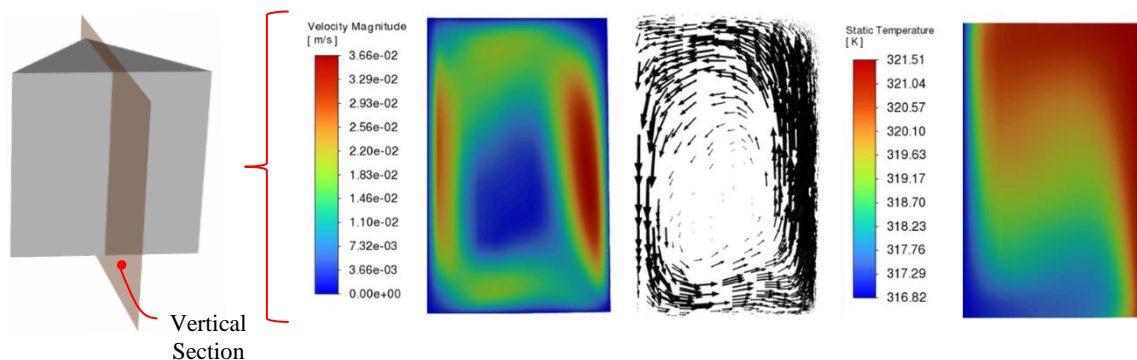 Velocity Magnitude
[ m/s ]
3.66e-02
3.29e-02
2.93e-02
2.56e-02
2.20e-02
1.83e-02
1.46e-02
1.10e-02
7.32e-03
3.66e-03
0.00e+00
Static Temperature
[ K ]
321.51
321.04
320.57
320.10
319.63
319.17
318.70
318.23
317.76
317.29
316.82
Vertical
Section